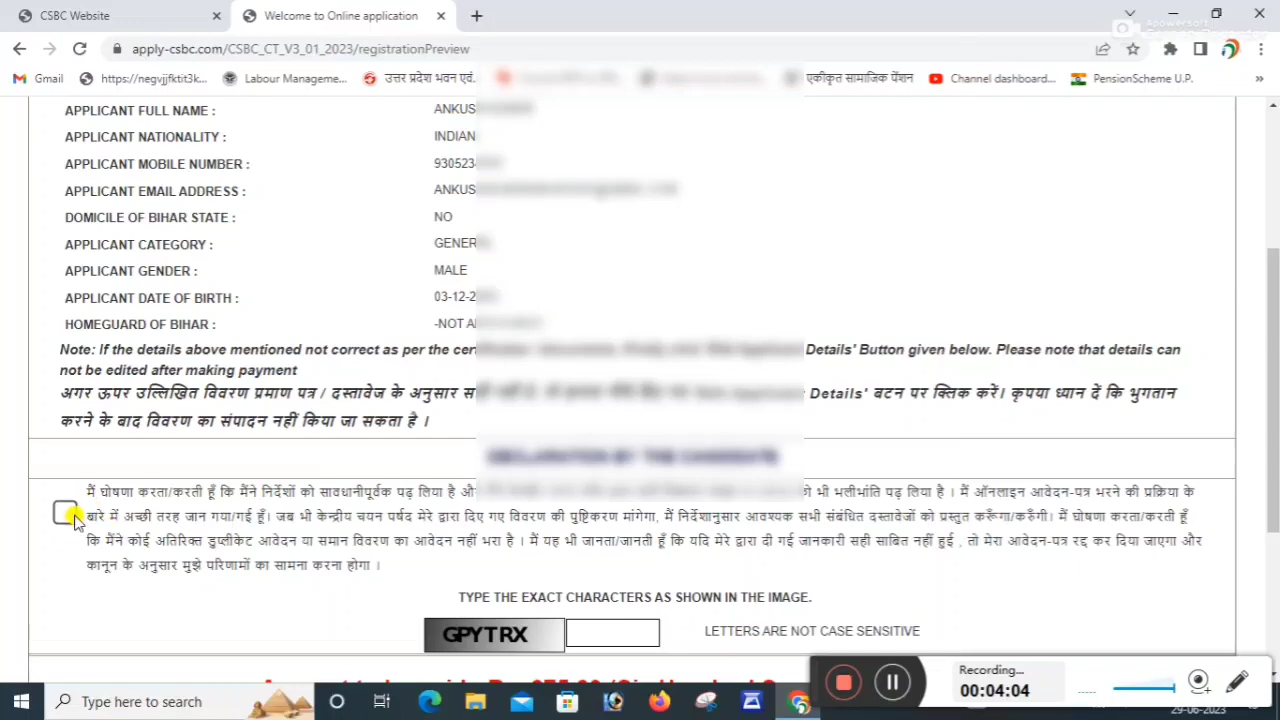 CSBC Website
Welcome to Online application
apply-csbc.com/CSBC_CT_V3_01_2023/registrationPreview
Gmail https://negvjjfktit3k... Labour Manageme... उत्तर प्रदेश भवन एवं. एकीकृत सामाजिक पेंशन Channel dashboard... PensionScheme U.P. »
APPLICANT FULL NAME : ANKUS
APPLICANT NATIONALITY : INDIAN
APPLICANT MOBILE NUMBER : 930523
APPLICANT EMAIL ADDRESS : ANKUS
DOMICILE OF BIHAR STATE : NO
APPLICANT CATEGORY : GENER
APPLICANT GENDER : MALE
APPLICANT DATE OF BIRTH : 03-12-2
HOMEGUARD OF BIHAR : -NOT A
Note: If the details above mentioned not correct as per the cer Details' Button given below. Please note that details can
not be edited after making payment
अगर ऊपर उल्लिखित विवरण प्रमाण पत्र / दस्तावेज के अनुसार Details' बटन पर क्लिक करें। कृपया ध्यान दें कि भुगतान
करने के बाद विवरण का संपादन नहीं किया जा सकता है ।
DECLARATION BY THE CANDIDATE
मैं घोषणा करता/करती हूँ कि मैंने निर्देशों को सावधानीपूर्वक पढ़ लिया है को भी भलीभांति पढ़ लिया है । मैं ऑनलाइन आवेदन-पत्र भरने की प्रक्रिया के
बारे में अच्छी तरह जान गया/गई हूँ। जब भी केन्द्रीय चयन पर्षद मेरे द्वारा दिए गए विवरण की पुष्टिकरण मांगेगा, मैं निर्देशानुसार आवश्यक सभी संबंधित दस्तावेजों को प्रस्तुत करूँगा/करुँगी। मैं घोषणा करता/करती हूँ
कि मैंने कोई अतिरिक्त डुप्लीकेट आवेदन या समान विवरण का आवेदन नहीं भरा है । मैं यह भी जानता/जानती हूँ कि यदि मेरे द्वारा दी गई जानकारी सही साबित नहीं हुई , तो मेरा आवेदन-पत्र रद्द कर दिया जाएगा और
कानून के अनुसार मुझे परिणामों का सामना करना होगा ।
TYPE THE EXACT CHARACTERS AS SHOWN IN THE IMAGE.
GPYTRX LETTERS ARE NOT CASE SENSITIVE
Recording...
00:04:04
Type here to search
29-06-2023